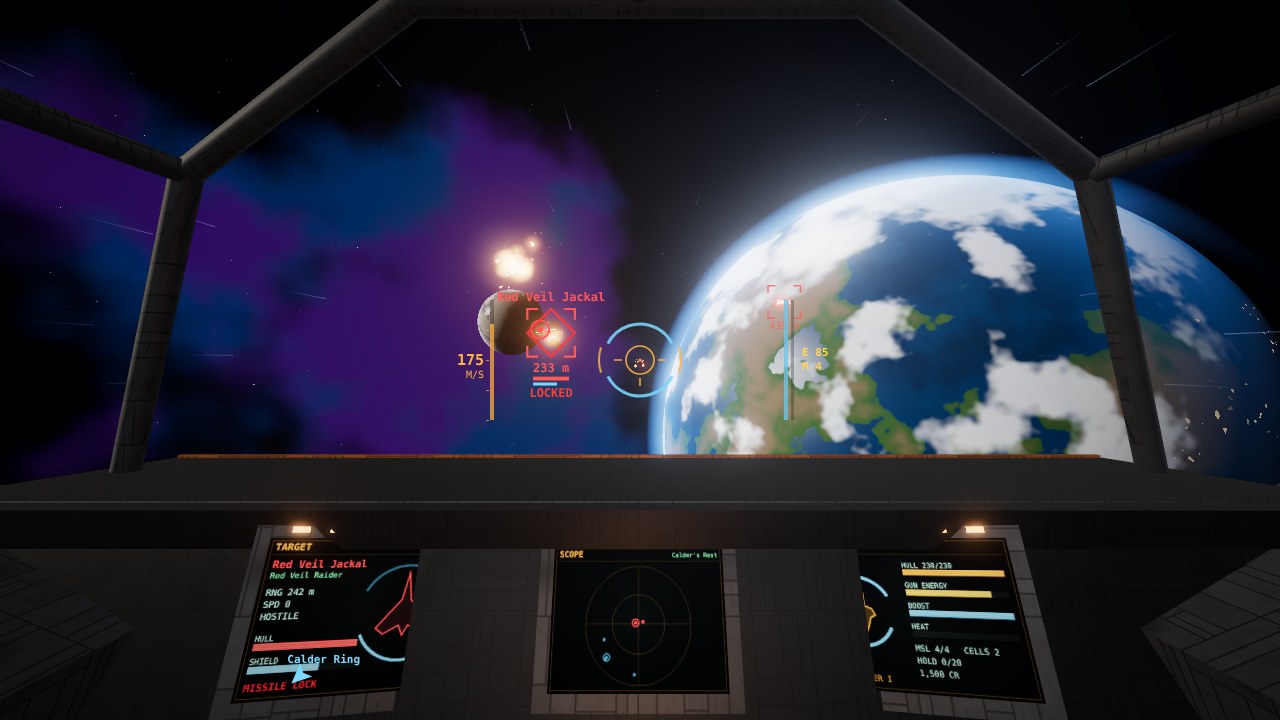 Red Veil Jackal
175
M/S
233 m
LOCKED
E 85
M 4
TARGET
Red Veil Jackal
Red Veil Raider
RNG 242 m
SPD 0
HOSTILE
HULL
SHIELD
Calder Ring
MISSILE LOCK
SCOPE
Calder's Rest
HULL 230/230
GUN ENERGY
BOOST
HEAT
MSL 4/4 CELLS 2
HOLD 0/20
1,500 CR
ER I